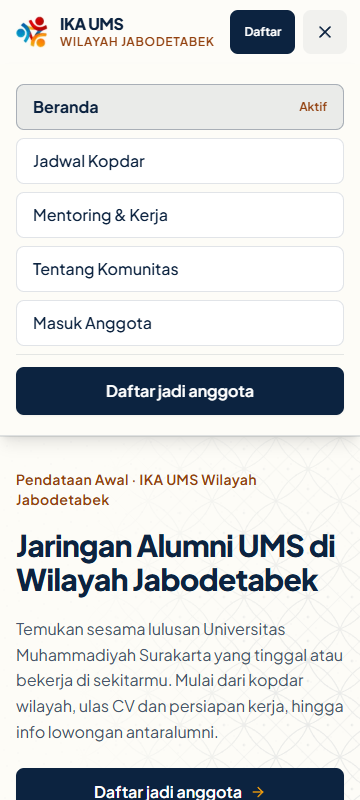 IKA UMS
WILAYAH JABODETABEK
Daftar
Beranda
Aktif
Jadwal Kopdar
Mentoring & Kerja
Tentang Komunitas
Masuk Anggota
Daftar jadi anggota
Pendataan Awal · IKA UMS Wilayah
Jabodetabek
Jaringan Alumni UMS di
Wilayah Jabodetabek
Temukan sesama lulusan Universitas
Muhammadiyah Surakarta yang tinggal atau
bekerja di sekitarmu. Mulai dari kopdar
wilayah, ulas CV dan persiapan kerja, hingga
info lowongan antaralumni.
Daftar jadi anggota →